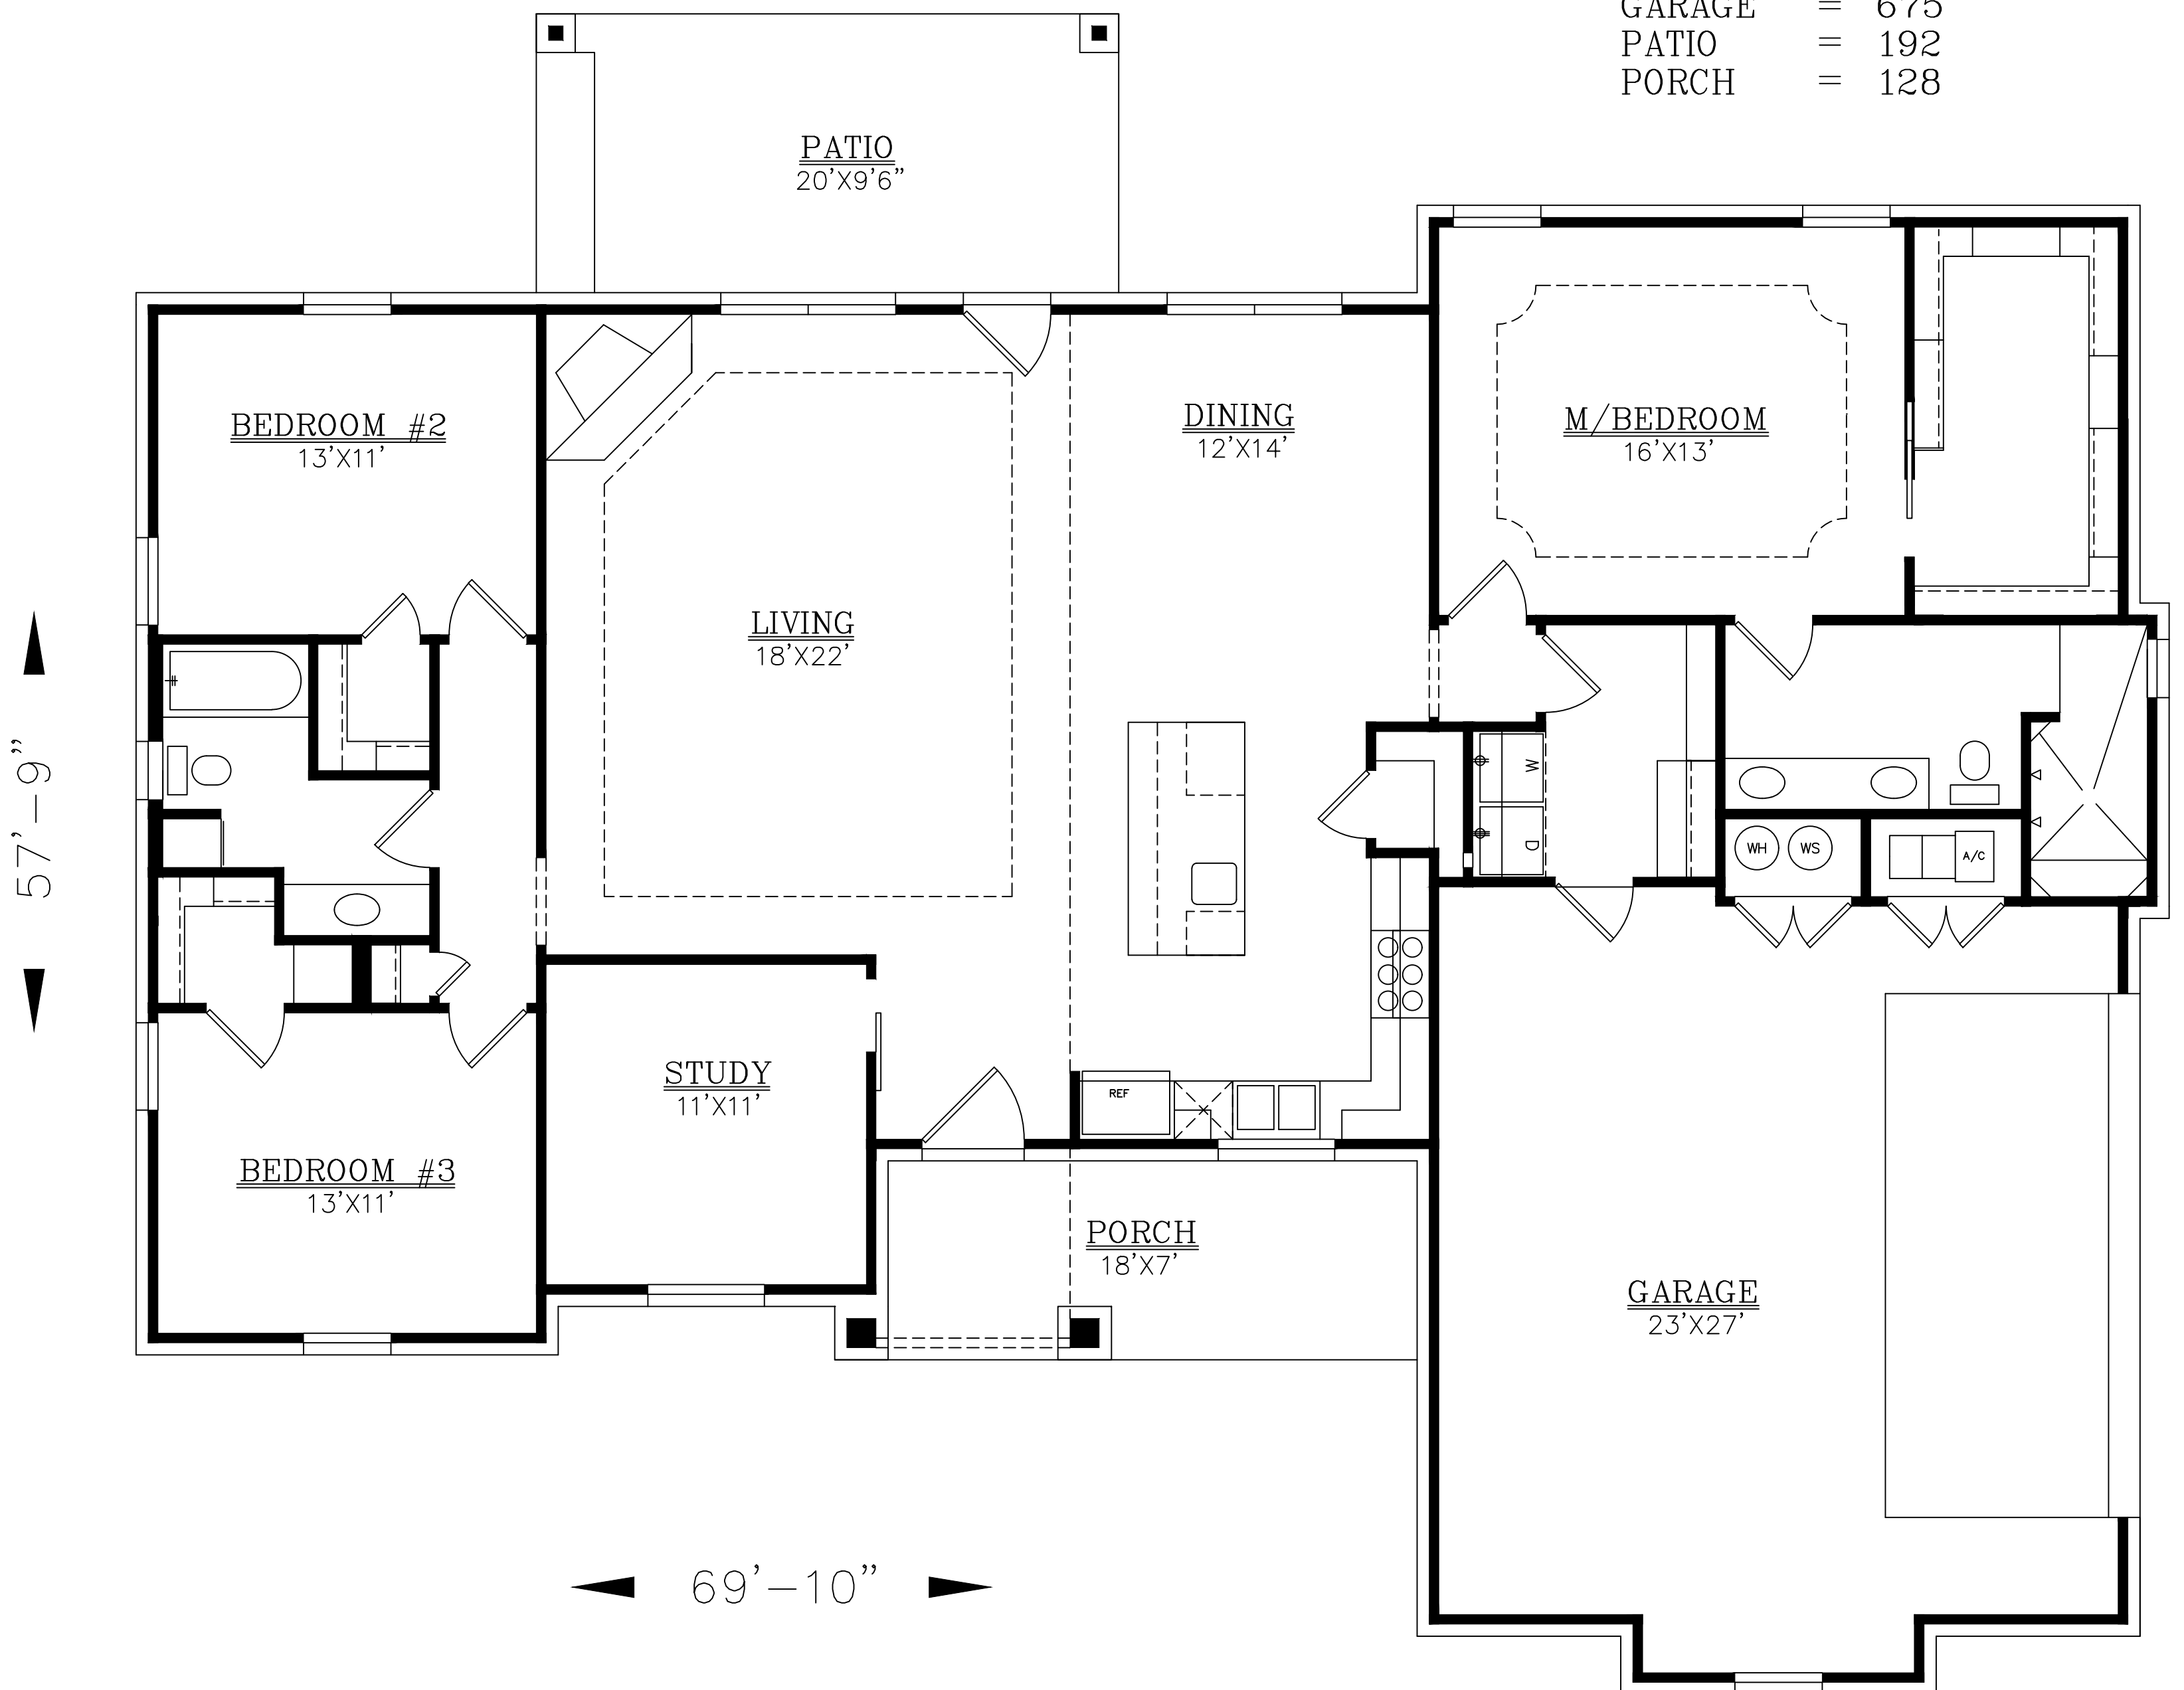 GARAGE = 675
PATIO = 192
PORCH = 128
PATIO
20'X9'6"
BEDROOM #2
13'X11'
DINING
12'X14'
M/BEDROOM
16'X13'
LIVING
18'X22'
57'-9"
W
D
WH
WS
A/C
STUDY
11'X11'
REF
BEDROOM #3
13'X11'
PORCH
18'X7'
GARAGE
23'X27'
69'-10"